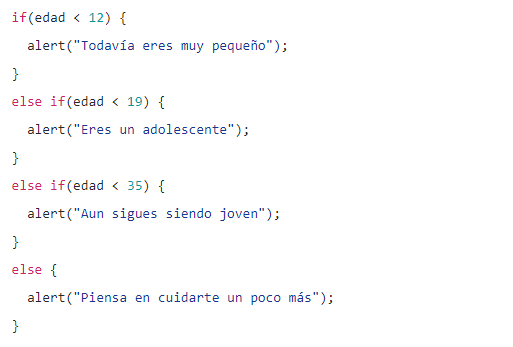 if(edad < 12) {
alert("Todavía eres muy pequeño");
}
else if(edad < 19) {
alert("Eres un adolescente");
}
else if(edad < 35) {
alert("Aun sigues siendo joven");
}
else {
alert("Piensa en cuidarte un poco más");
}